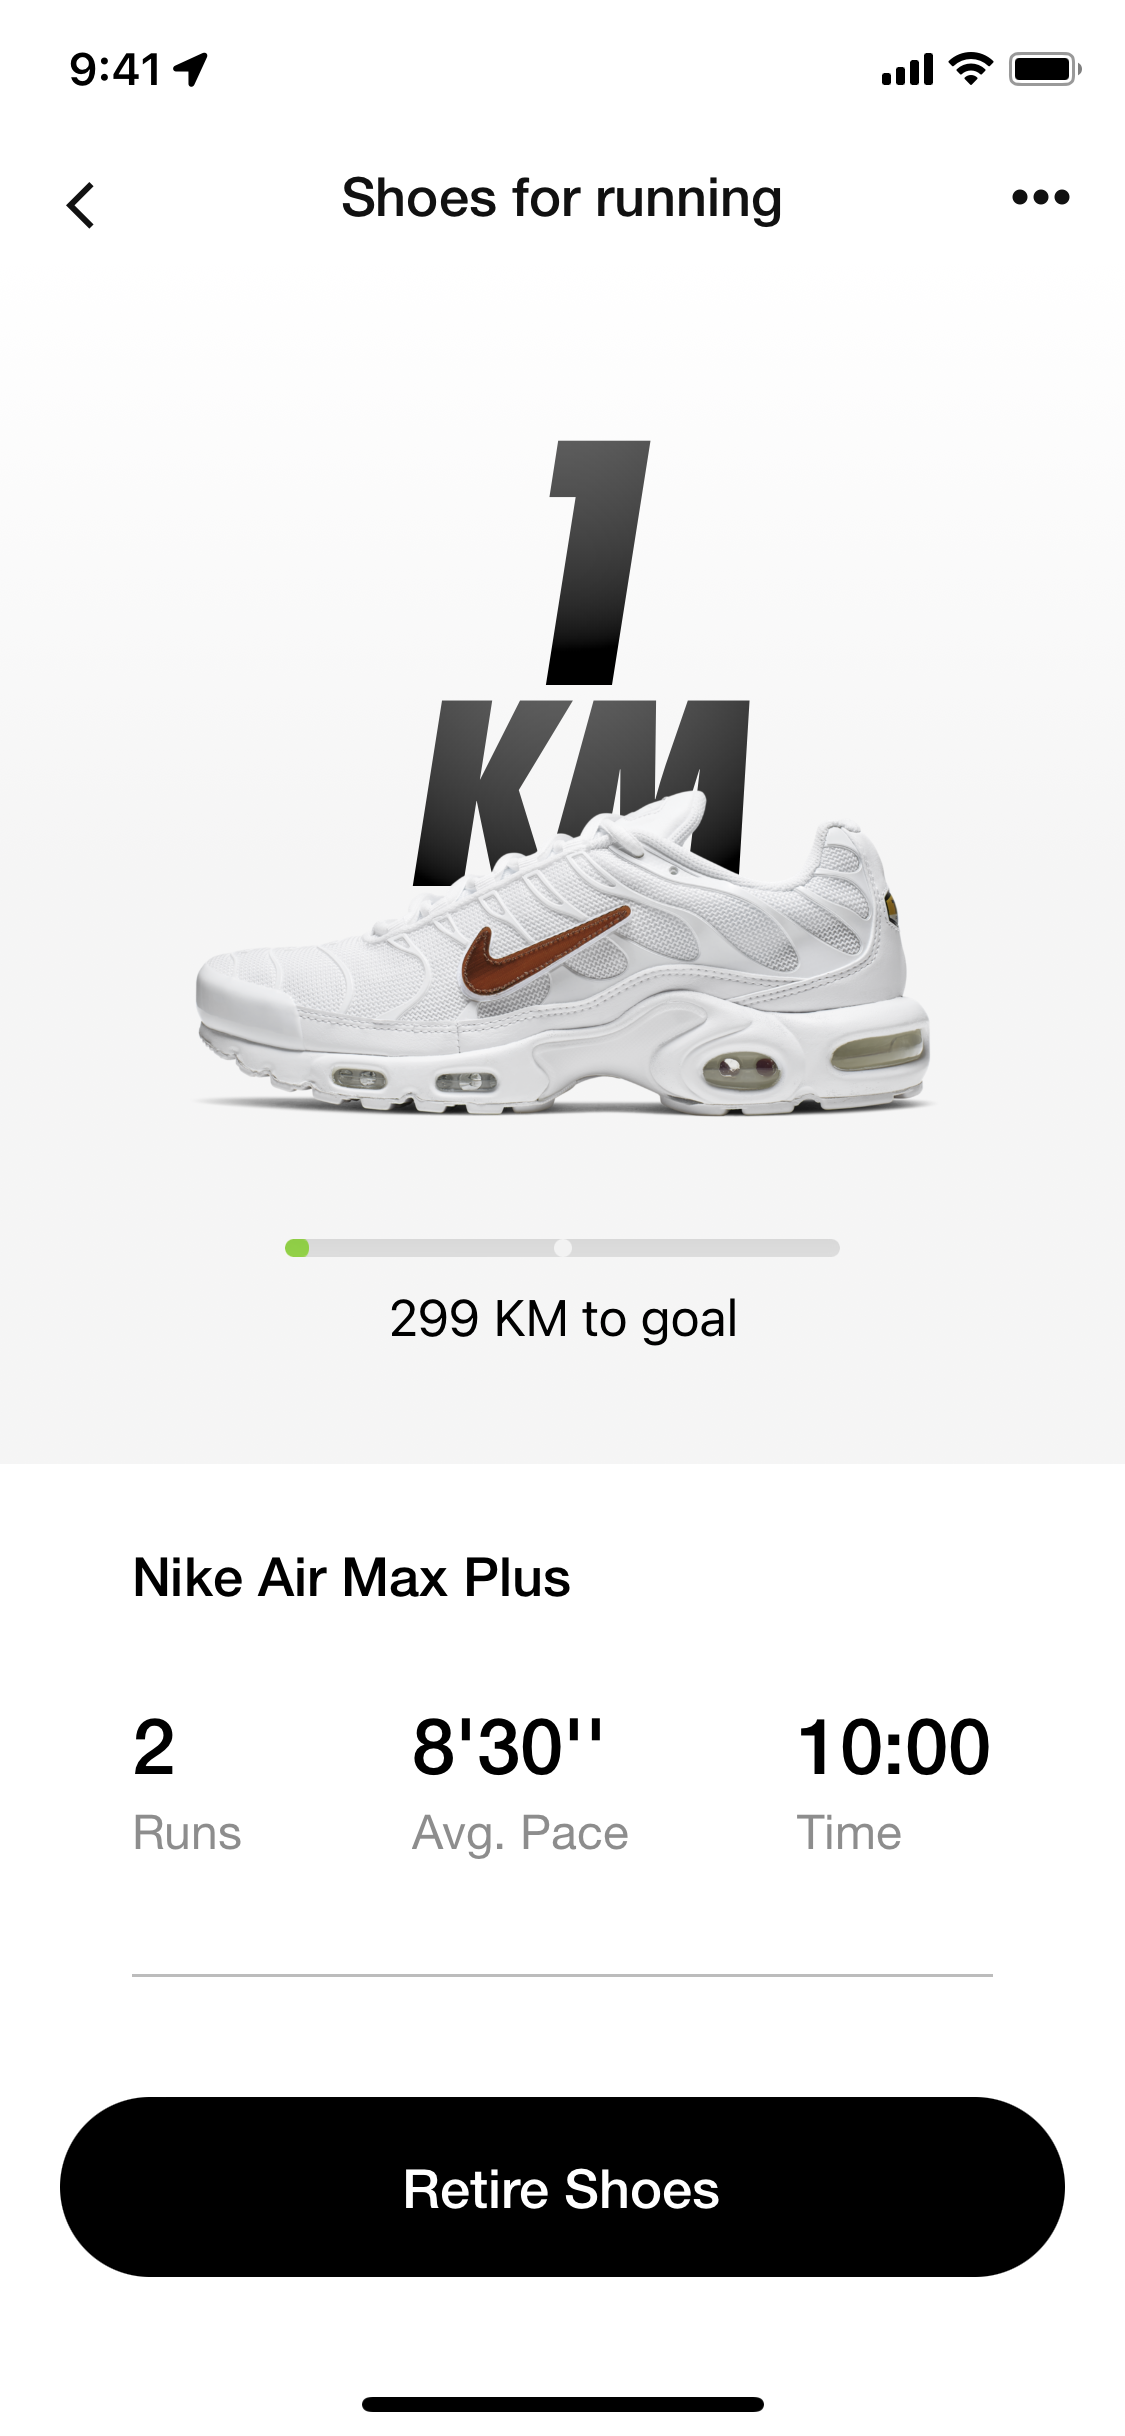 9:41
Shoes for running
1
KM
299 KM to goal
Nike Air Max Plus
2
8'30''
10:00
Runs
Avg. Pace
Time
Retire Shoes